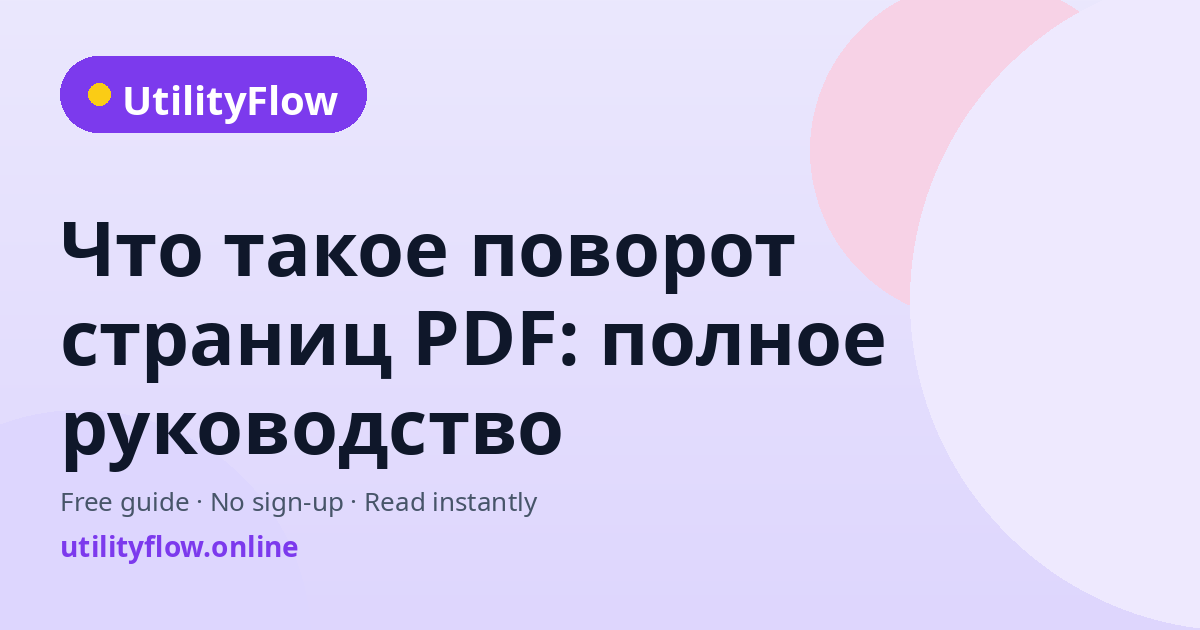 UtilityFlow
Что такое поворот
страниц PDF: полное
руководство
Free guide · No sign-up · Read instantly
utilityflow.online